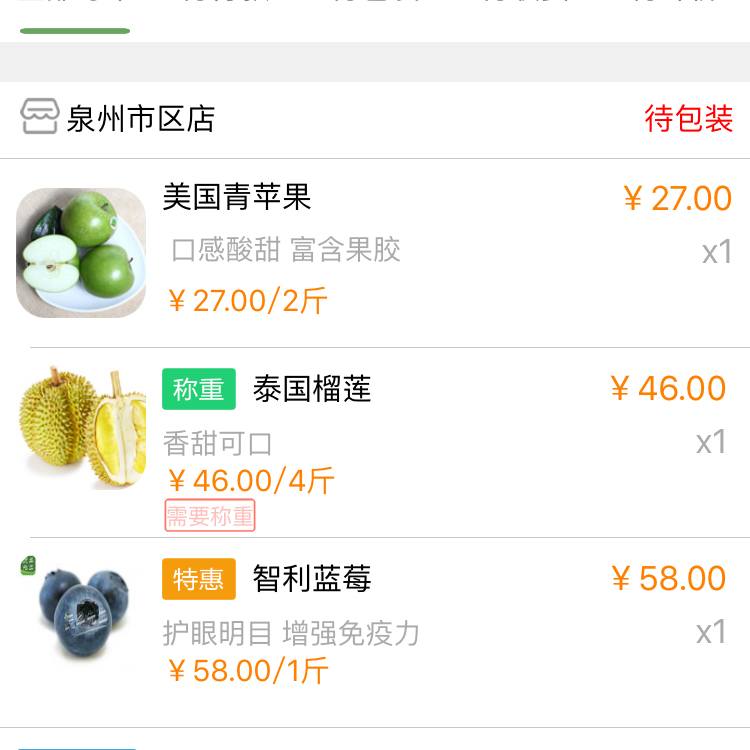 泉州市区店
待包装
美国青苹果
￥27.00
口感酸甜 富含果胶
x1
￥27.00/2斤
称重 泰国榴莲
￥46.00
香甜可口
x1
￥46.00/4斤
需要称重
特惠 智利蓝莓
￥58.00
护眼明目 增强免疫力
x1
￥58.00/1斤